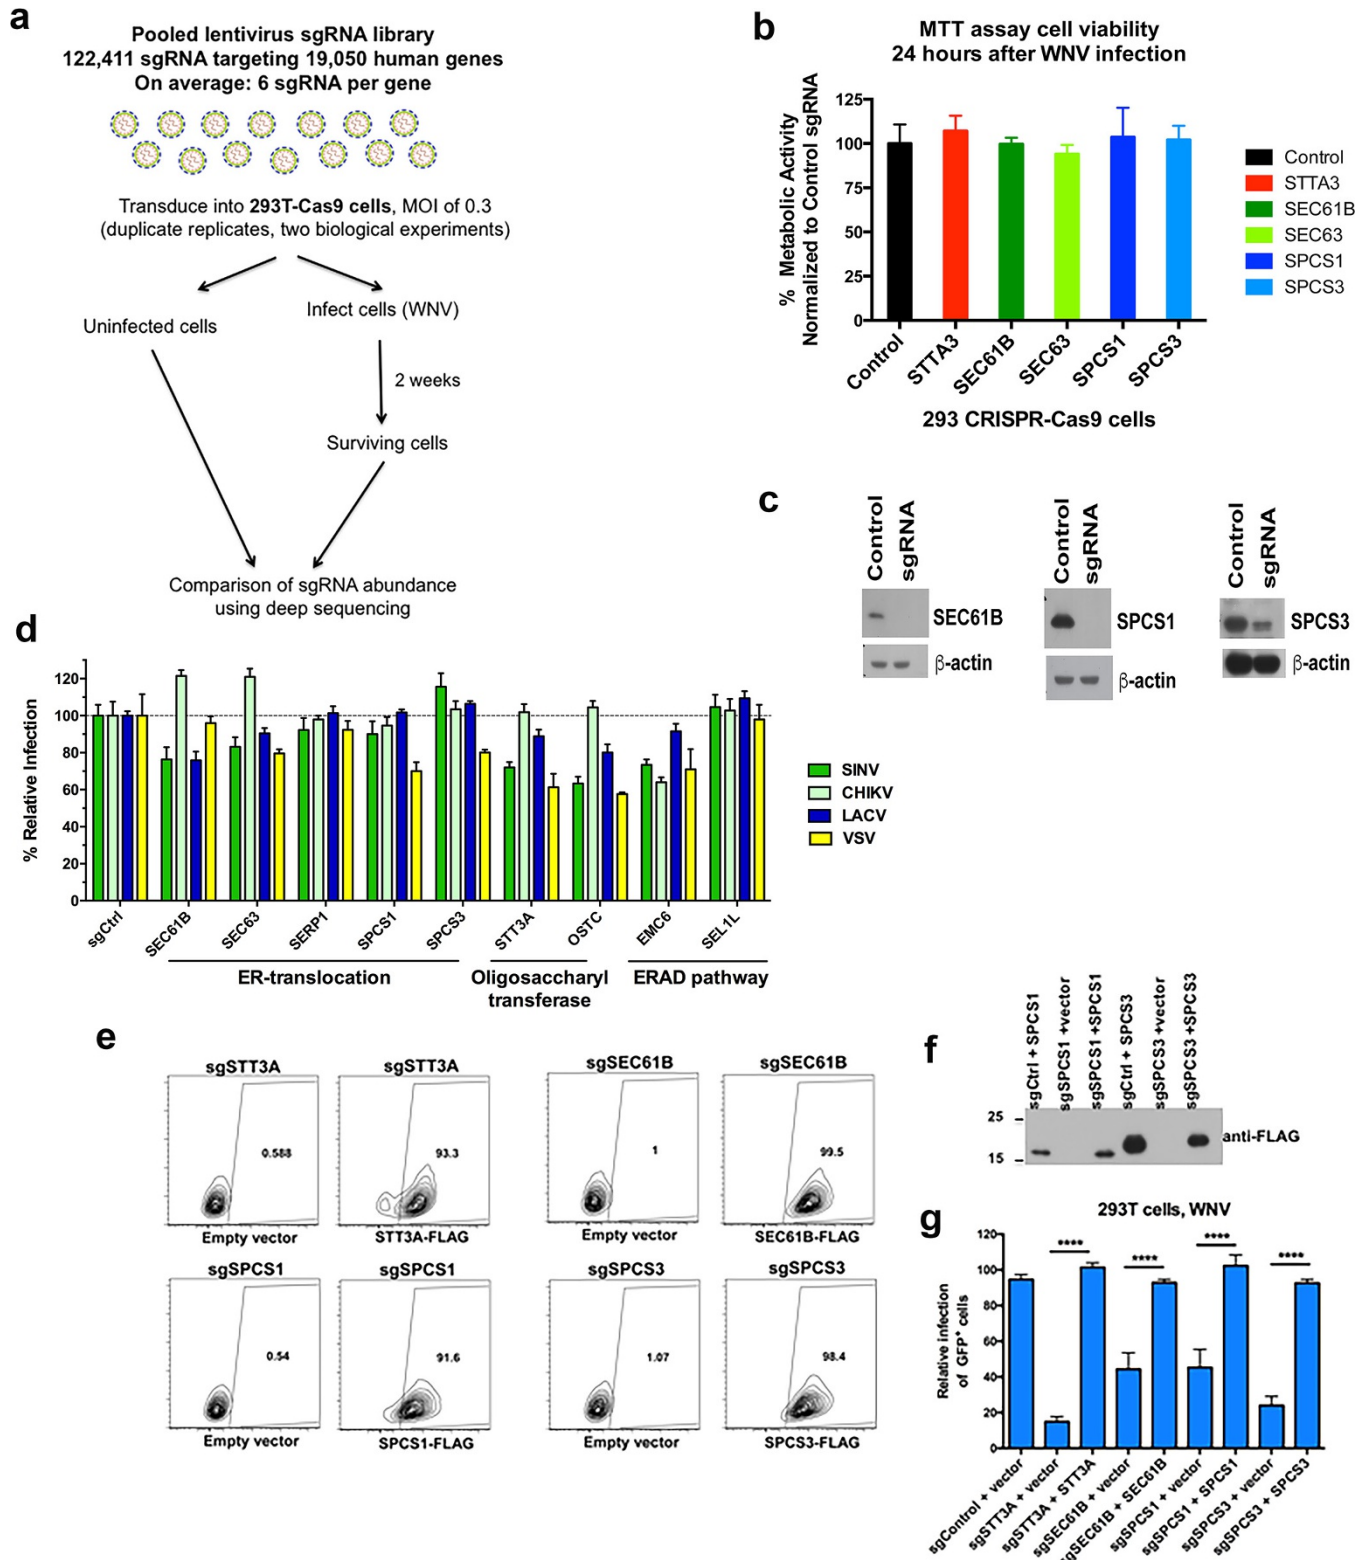 a
Pooled lentivirus sgRNA library
122,411 sgRNA targeting 19,050 human genes
On average: 6 sgRNA per gene
Transduce into 293T-Cas9 cells, MOI of 0.3
(duplicate replicates, two biological experiments)
Uninfected cells
Infect cells (WNV)
2 weeks
Surviving cells
Comparison of sgRNA abundance
using deep sequencing
b
MTT assay cell viability
24 hours after WNV infection
% Metabolic Activity
Normalized to Control sgRNA
125
100
75
50
25
0
Control
STTA3
SEC61B
SEC63
SPCS1
SPCS3
293 CRISPR-Cas9 cells
Control
STTA3
SEC61B
SEC63
SPCS1
SPCS3
c
Control
sgRNA
SEC61B
β-actin
Control
sgRNA
SPCS1
β-actin
Control
sgRNA
SPCS3
β-actin
d
% Relative Infection
120
100
80
60
40
20
0
sgCtrl
SEC61B
SEC63
SERP1
SPCS1
SPCS3
STT3A
OSTC
EMC6
SEL1L
ER-translocation
Oligosaccharyl
transferase
ERAD pathway
SINV
CHIKV
LACV
VSV
e
sgSTT3A
0.588
Empty vector
sgSTT3A
93.3
STT3A-FLAG
sgSEC61B
1
Empty vector
sgSEC61B
99.5
SEC61B-FLAG
sgSPCS1
0.54
Empty vector
sgSPCS1
91.6
SPCS1-FLAG
sgSPCS3
1.07
Empty vector
sgSPCS3
98.4
SPCS3-FLAG
f
sgCtrl + SPCS1
sgSPCS1 +vector
sgSPCS1 +SPCS1
sgCtrl + SPCS3
sgSPCS3 +vector
sgSPCS3 +SPCS3
25
15
anti-FLAG
g
293T cells, WNV
Relative infection
of GFP⁺ cells
120
100
80
60
40
20
0
****
****
****
****
sgControl + vector
sgSTT3A + vector
sgSTT3A + STT3A
sgSEC61B + vector
sgSEC61B + SEC61B
sgSPCS1 + vector
sgSPCS1 + SPCS1
sgSPCS3 + vector
sgSPCS3 + SPCS3